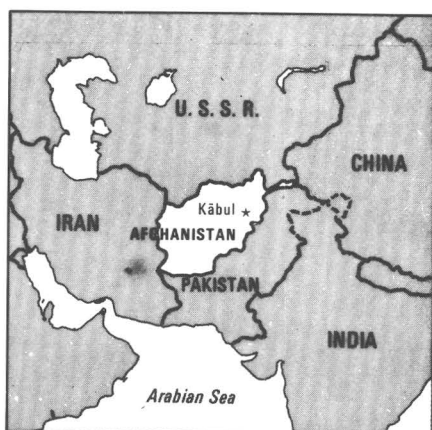 U. S. S. R.
CHINA
Kābul
IRAN
AFGHANISTAN
PAKISTAN
INDIA
Arabian Sea